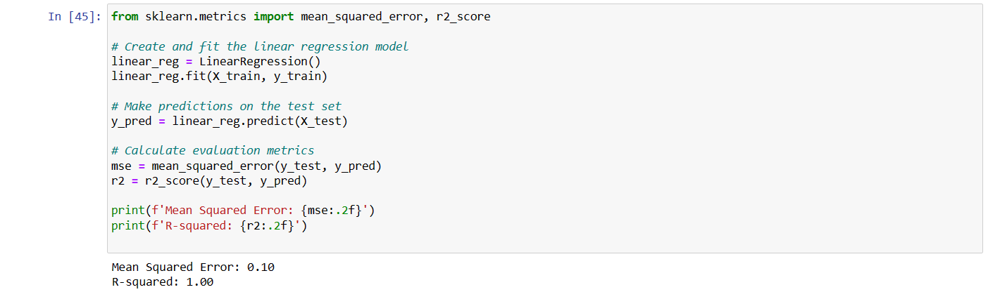 In [45]: from sklearn.metrics import mean_squared_error, r2_score
# Create and fit the linear regression model
linear_reg = LinearRegression()
linear_reg.fit(X_train, y_train)
# Make predictions on the test set
y_pred = linear_reg.predict(X_test)
# Calculate evaluation metrics
mse = mean_squared_error(y_test, y_pred)
r2 = r2_score(y_test, y_pred)
print(f'Mean Squared Error: {mse:.2f}')
print(f'R-squared: {r2:.2f}')
Mean Squared Error: 0.10
R-squared: 1.00